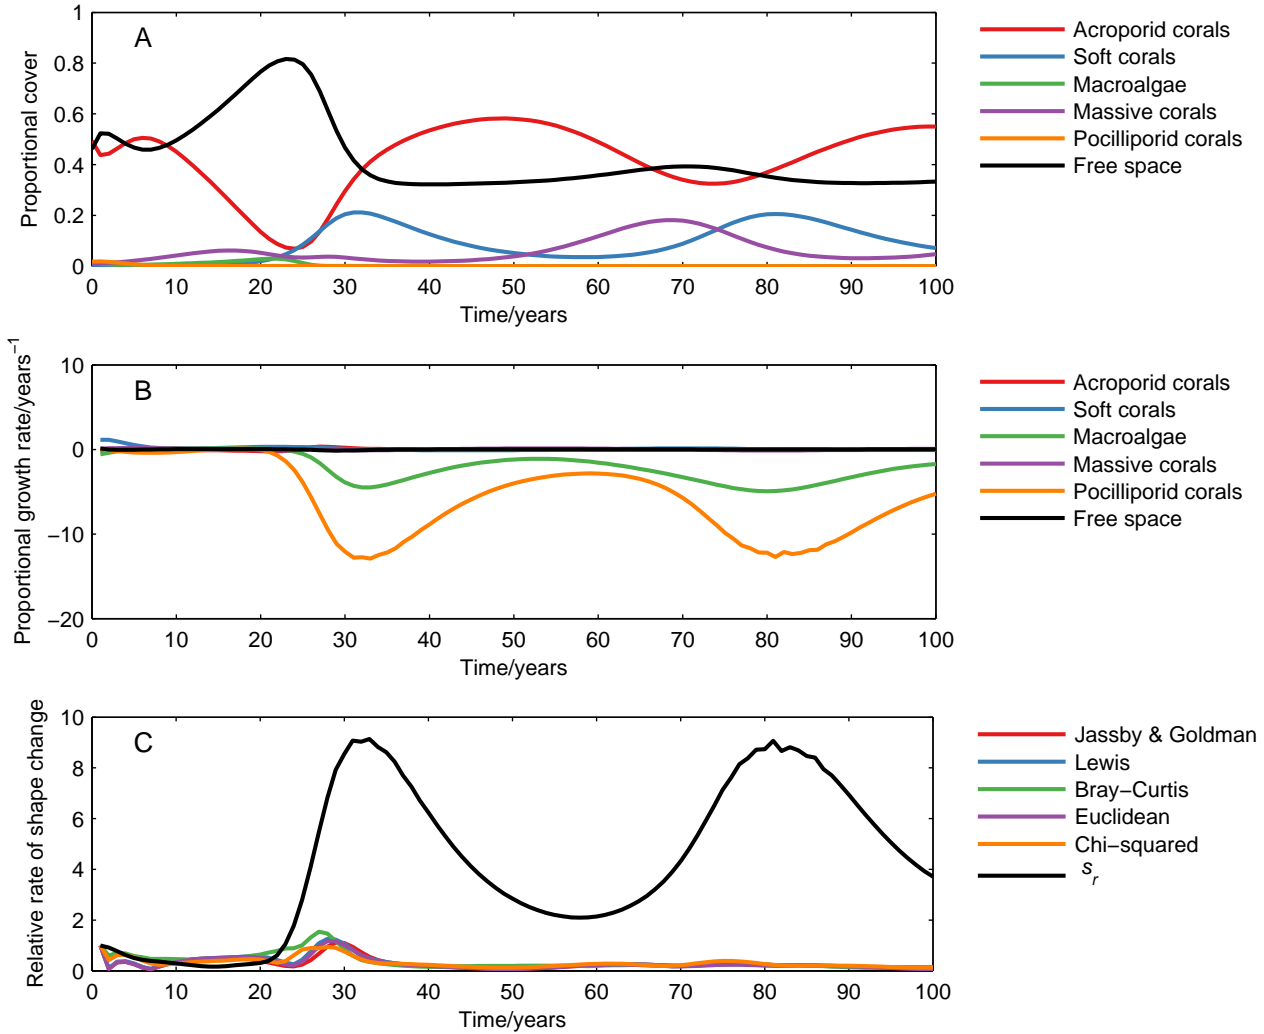 A
Proportional cover
1
0.8
0.6
0.4
0.2
0
0 10 20 30 40 50 60 70 80 90 100
Time/years
Acroporid corals
Soft corals
Macroalgae
Massive corals
Pocilliporid corals
Free space
B
Proportional growth rate/years−1
10
0
−10
−20
0 10 20 30 40 50 60 70 80 90 100
Time/years
Acroporid corals
Soft corals
Macroalgae
Massive corals
Pocilliporid corals
Free space
C
Relative rate of shape change
10
8
6
4
2
0
0 10 20 30 40 50 60 70 80 90 100
Time/years
Jassby & Goldman
Lewis
Bray−Curtis
Euclidean
Chi−squared
sr